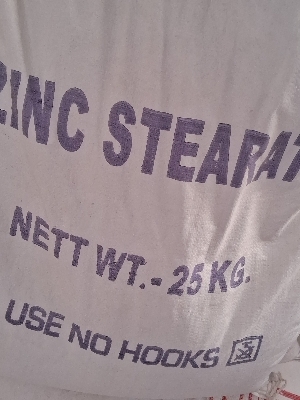 ZINC STEARAT
NETT WT.- 25 KG.
USE NO HOOKS